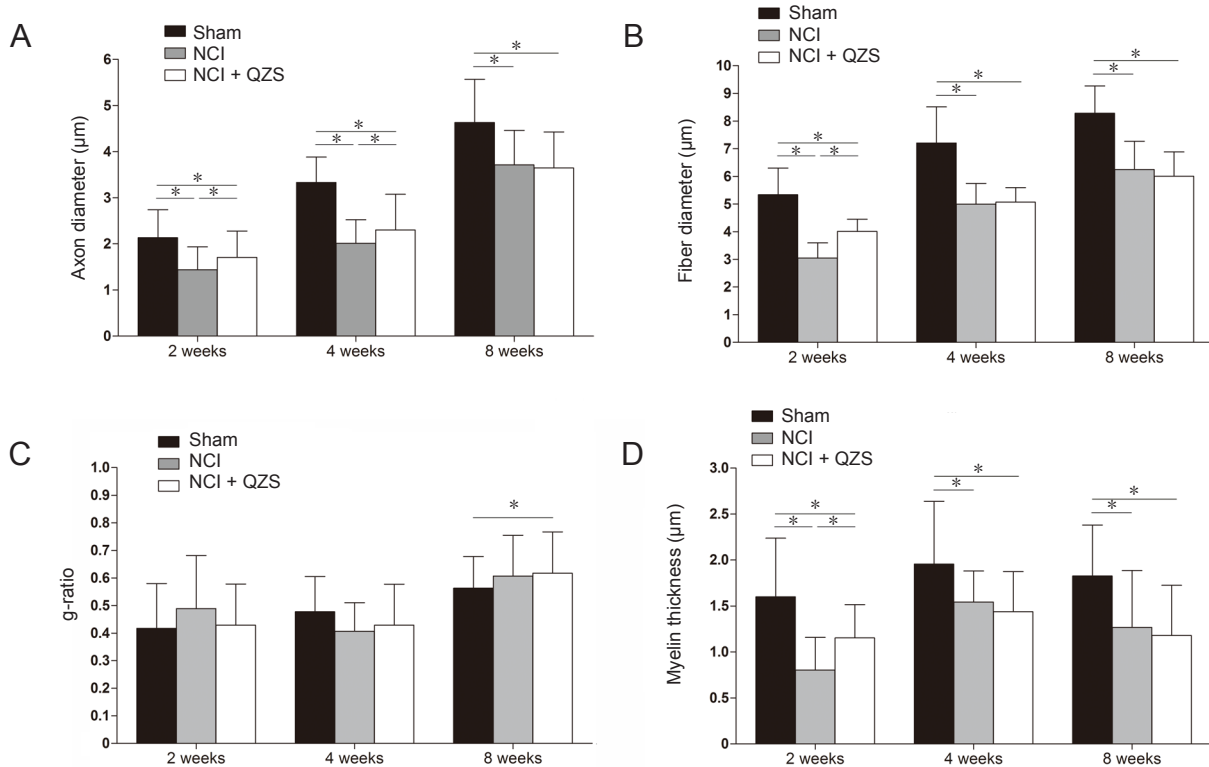 A
Sham
NCI
NCI + QZS
Axon diameter (μm)
6
5
4
3
2
1
0
* * *
* * *
* *
2 weeks 4 weeks 8 weeks
B
Sham
NCI
NCI + QZS
Fiber diameter (μm)
10
9
8
7
6
5
4
3
2
1
0
* * *
* *
* *
2 weeks 4 weeks 8 weeks
C
Sham
NCI
NCI + QZS
g-ratio
1.0
0.9
0.8
0.7
0.6
0.5
0.4
0.3
0.2
0.1
0
*
2 weeks 4 weeks 8 weeks
D
Sham
NCI
NCI + QZS
Myelin thickness (μm)
3.0
2.5
2.0
1.5
1.0
0.5
0
* * *
* *
* *
2 weeks 4 weeks 8 weeks